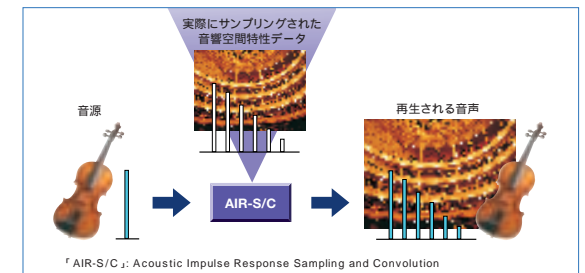 実際にサンプリングされた
音響空間特性データ
音源
再生される音声
AIR-S/C
「AIR-S/C」: Acoustic Impulse Response Sampling and Convolution